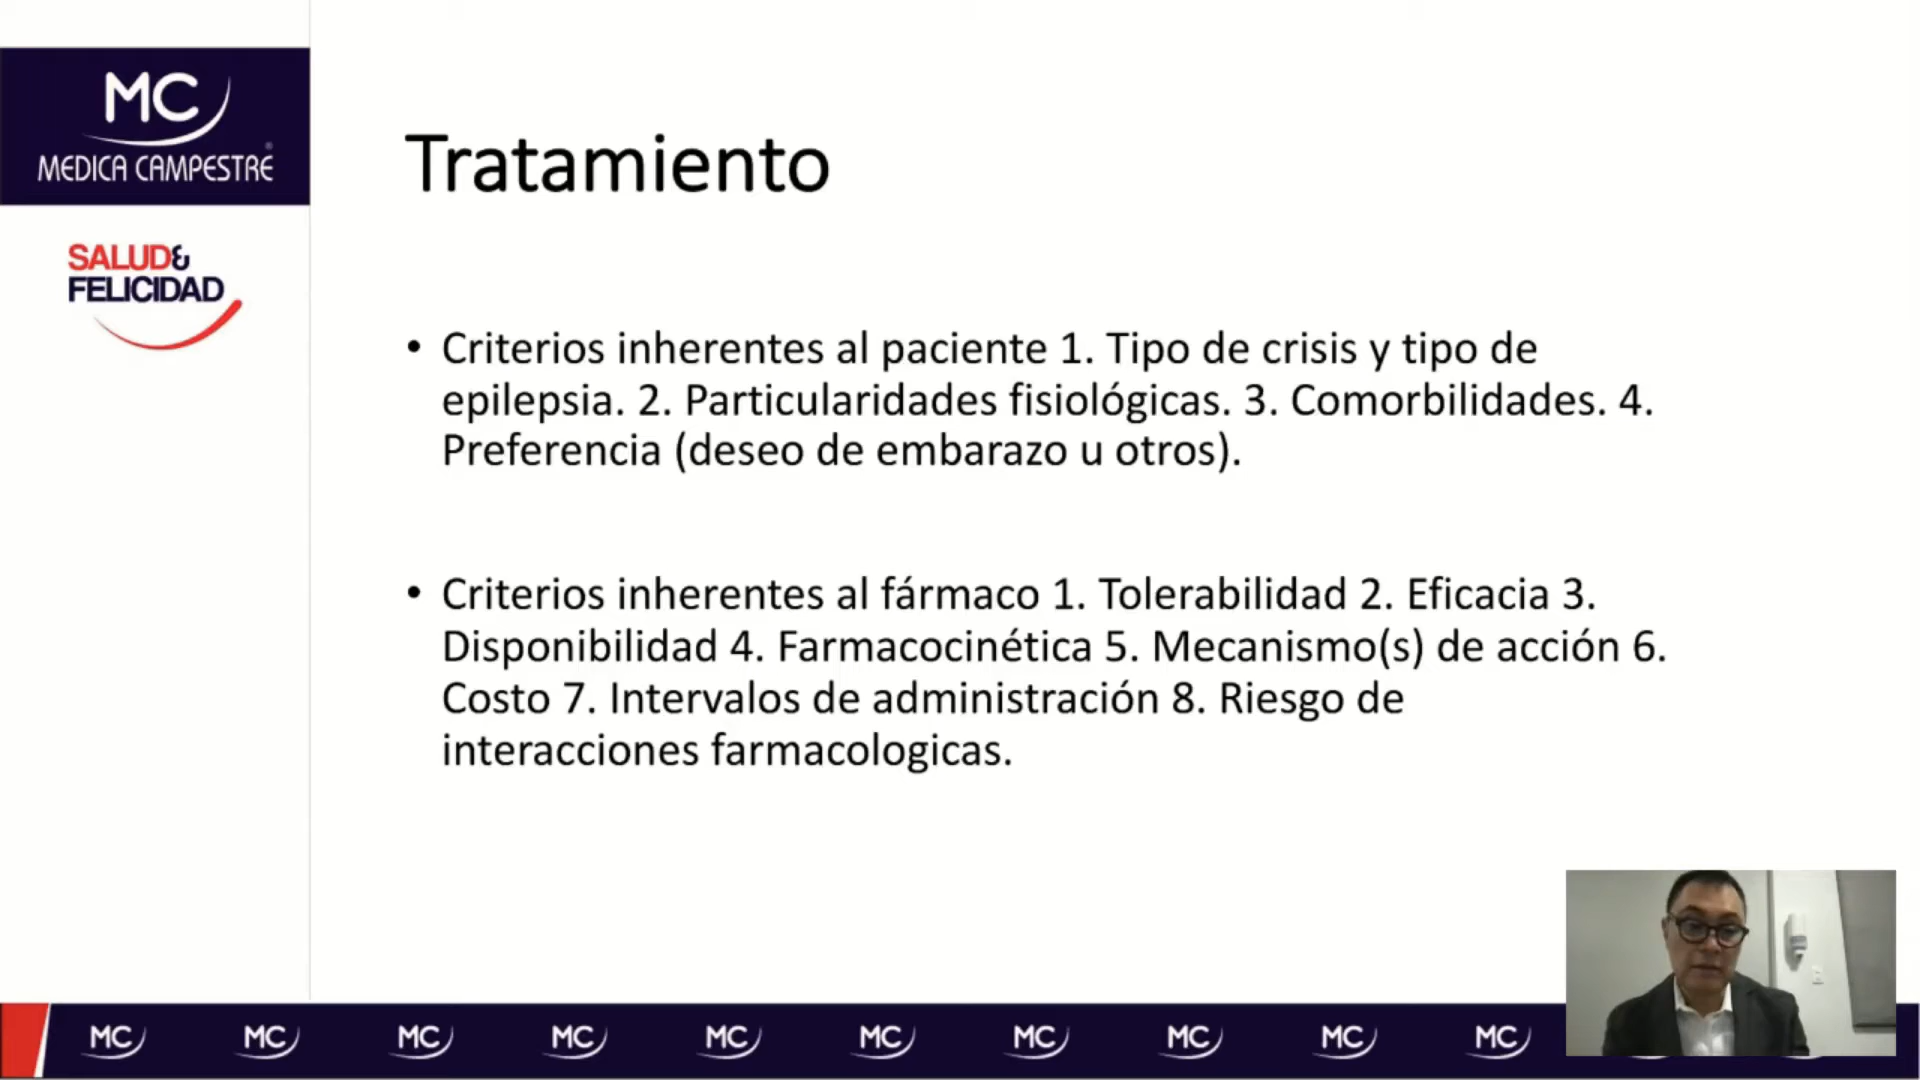 MC
MEDICA CAMPESTRE®
SALUD&
FELICIDAD
Tratamiento
• Criterios inherentes al paciente 1. Tipo de crisis y tipo de
epilepsia. 2. Particularidades fisiológicas. 3. Comorbilidades. 4.
Preferencia (deseo de embarazo u otros).
• Criterios inherentes al fármaco 1. Tolerabilidad 2. Eficacia 3.
Disponibilidad 4. Farmacocinética 5. Mecanismo(s) de acción 6.
Costo 7. Intervalos de administración 8. Riesgo de
interacciones farmacologicas.
MC MC MC MC MC MC MC MC MC MC